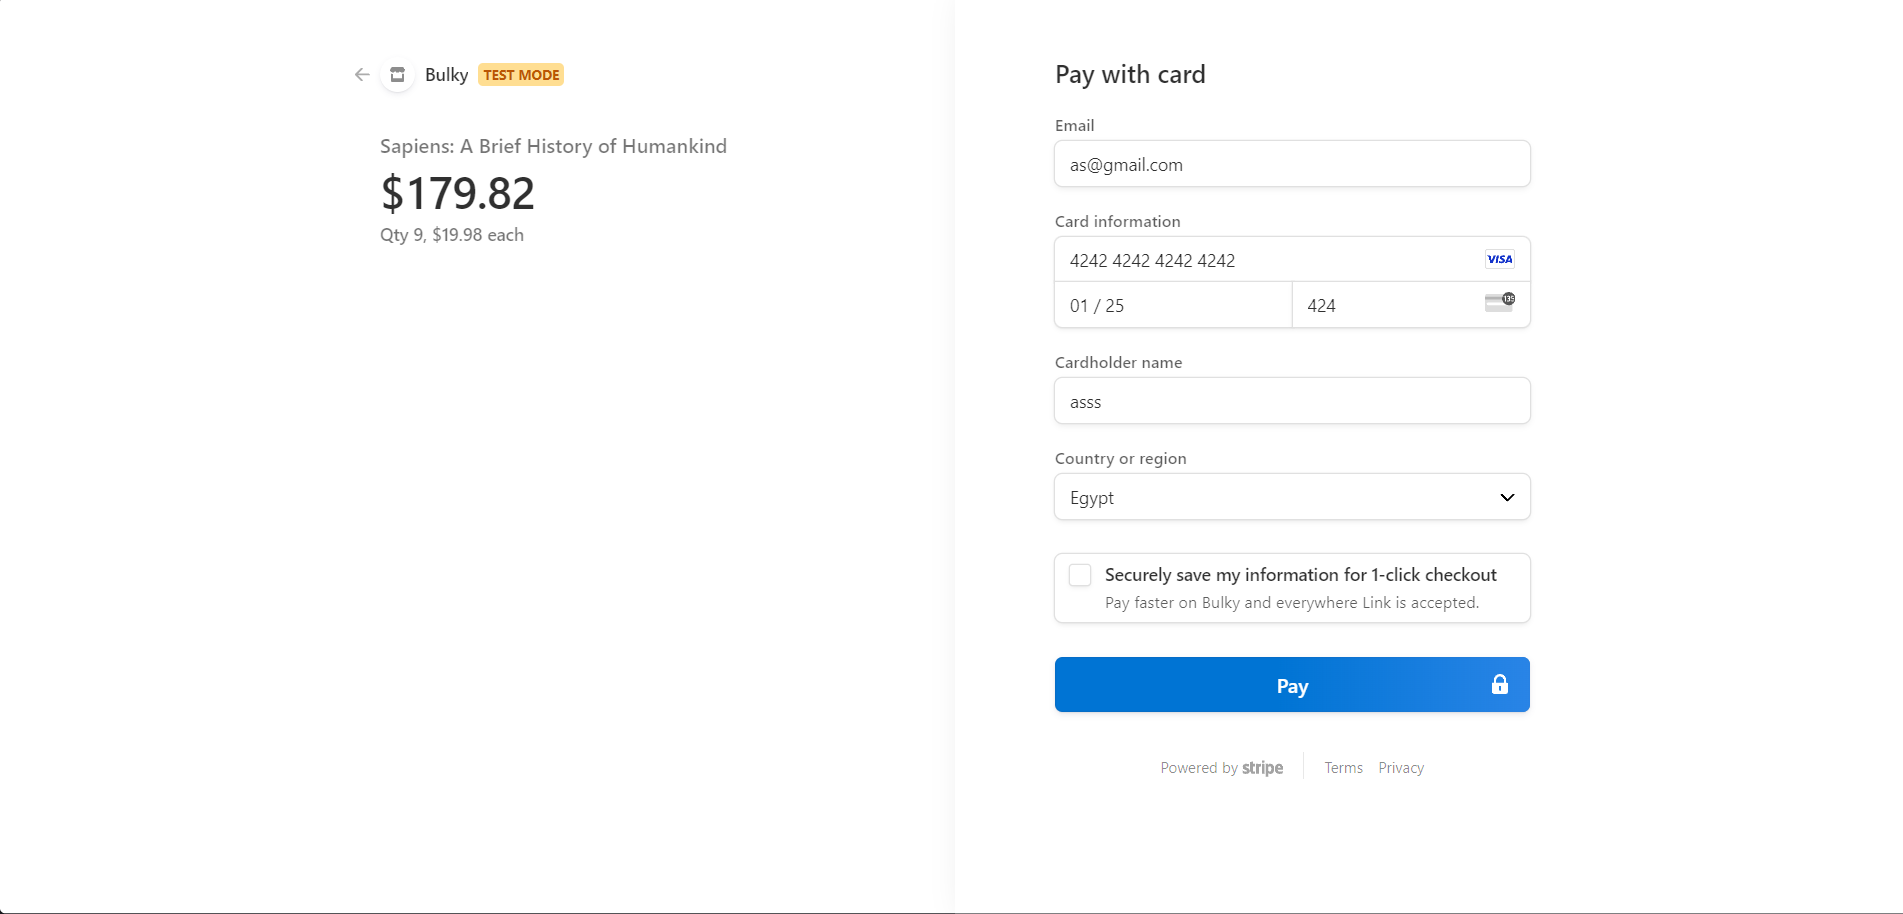 Bulky TEST MODE
Sapiens: A Brief History of Humankind
$179.82
Qty 9, $19.98 each
Pay with card
Email
as@gmail.com
Card information
4242 4242 4242 4242 VISA
01 / 25
424 135
Cardholder name
asss
Country or region
Egypt
Securely save my information for 1-click checkout
Pay faster on Bulky and everywhere Link is accepted.
Pay
Powered by stripe
Terms Privacy